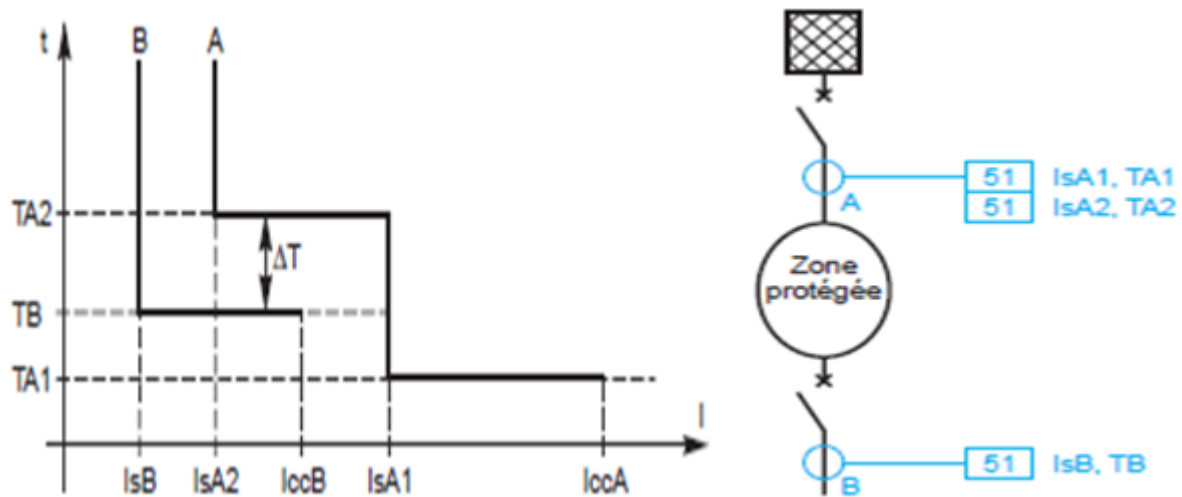 t
B
A
TA2
ΔT
TB
TA1
I
IsB
IsA2
IccB
IsA1
IccA
51
IsA1, TA1
51
IsA2, TA2
A
Zone
protégée
51
IsB, TB
B